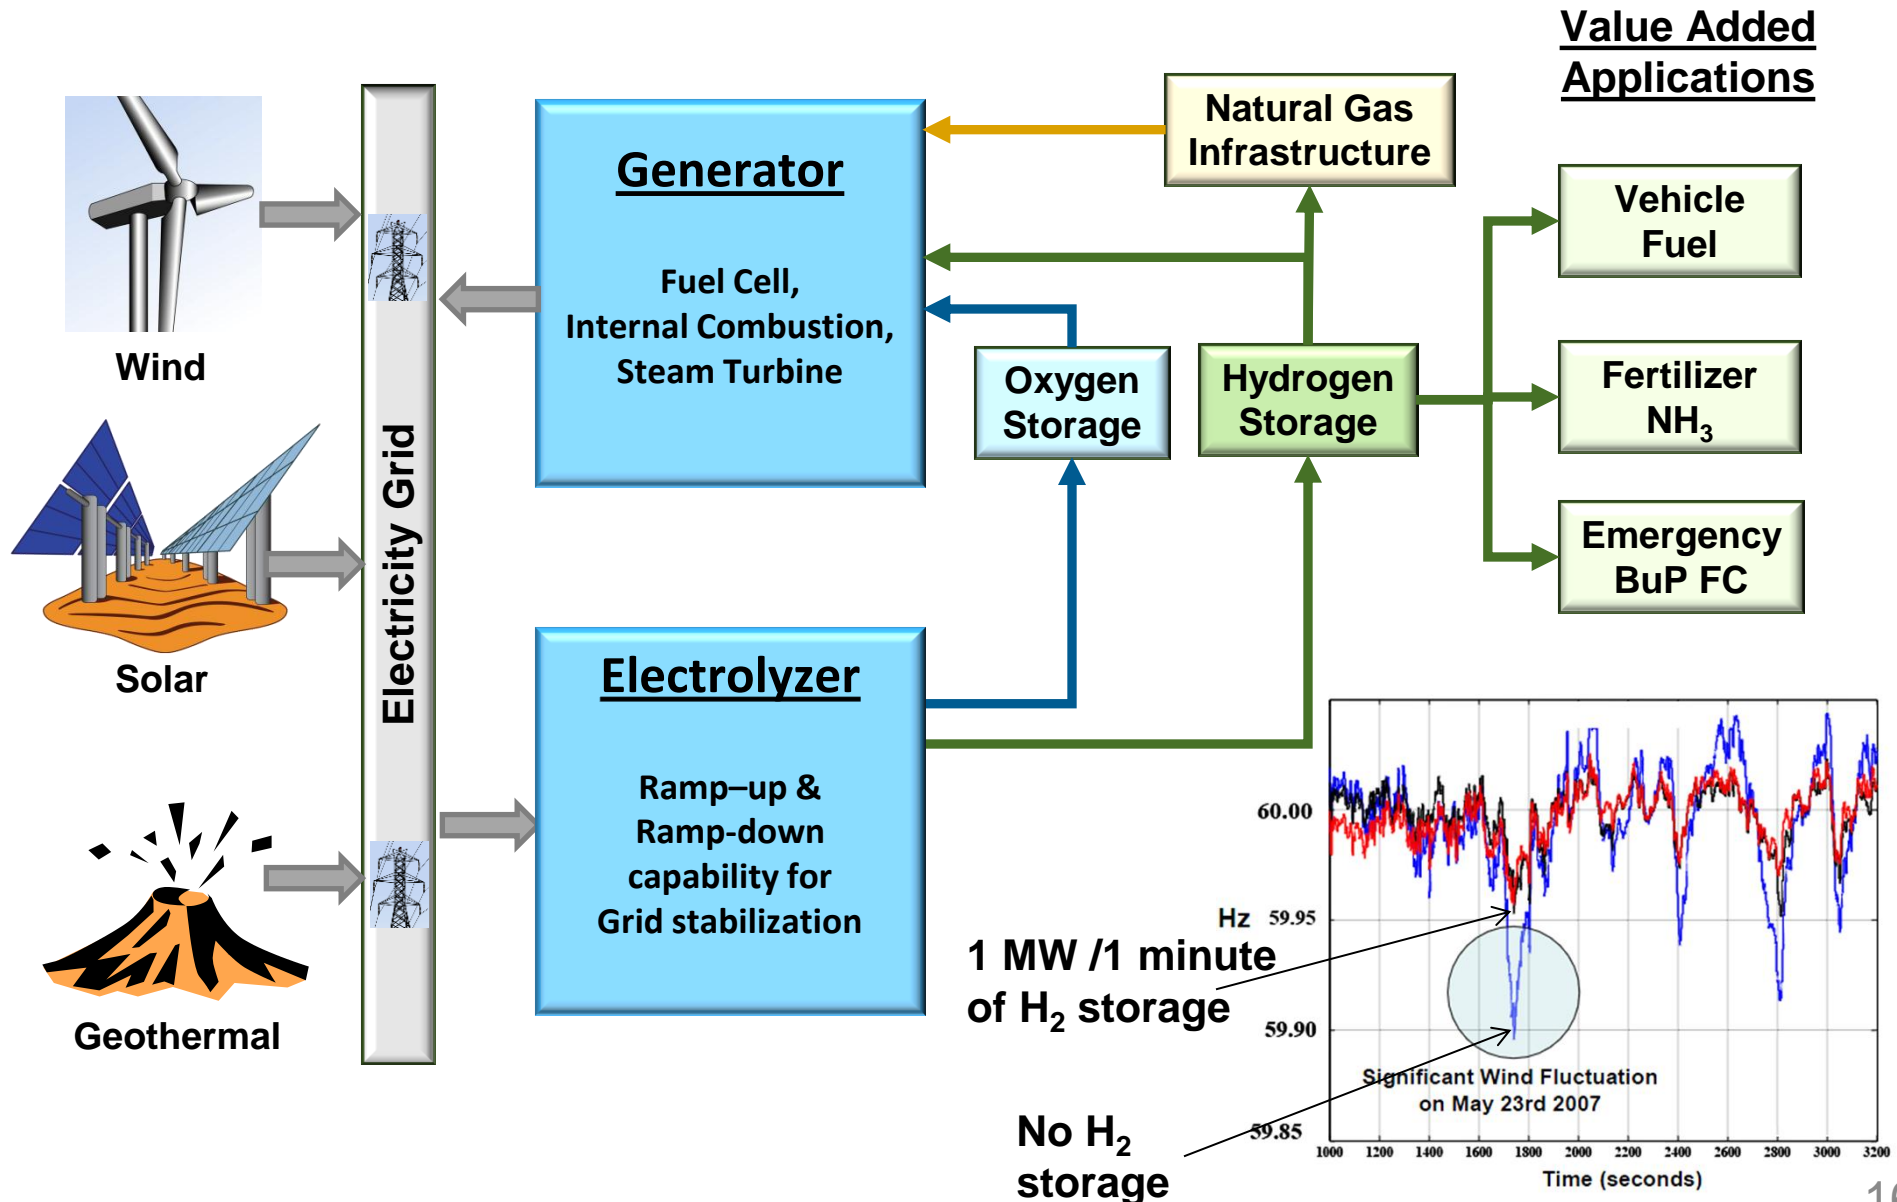 Value Added
Applications
Wind
Solar
Geothermal
Electricity Grid
Generator
Fuel Cell,
Internal Combustion,
Steam Turbine
Electrolyzer
Ramp–up &
Ramp-down
capability for
Grid stabilization
Natural Gas
Infrastructure
Oxygen
Storage
Hydrogen
Storage
Vehicle
Fuel
Fertilizer
NH₃
Emergency
BuP FC
1 MW /1 minute
of H₂ storage
No H₂
storage
60.00
Hz 59.95
59.90
59.85
Significant Wind Fluctuation
on May 23rd 2007
1000 1200 1400 1600 1800 2000 2200 2400 2600 2800 3000 3200
Time (seconds)